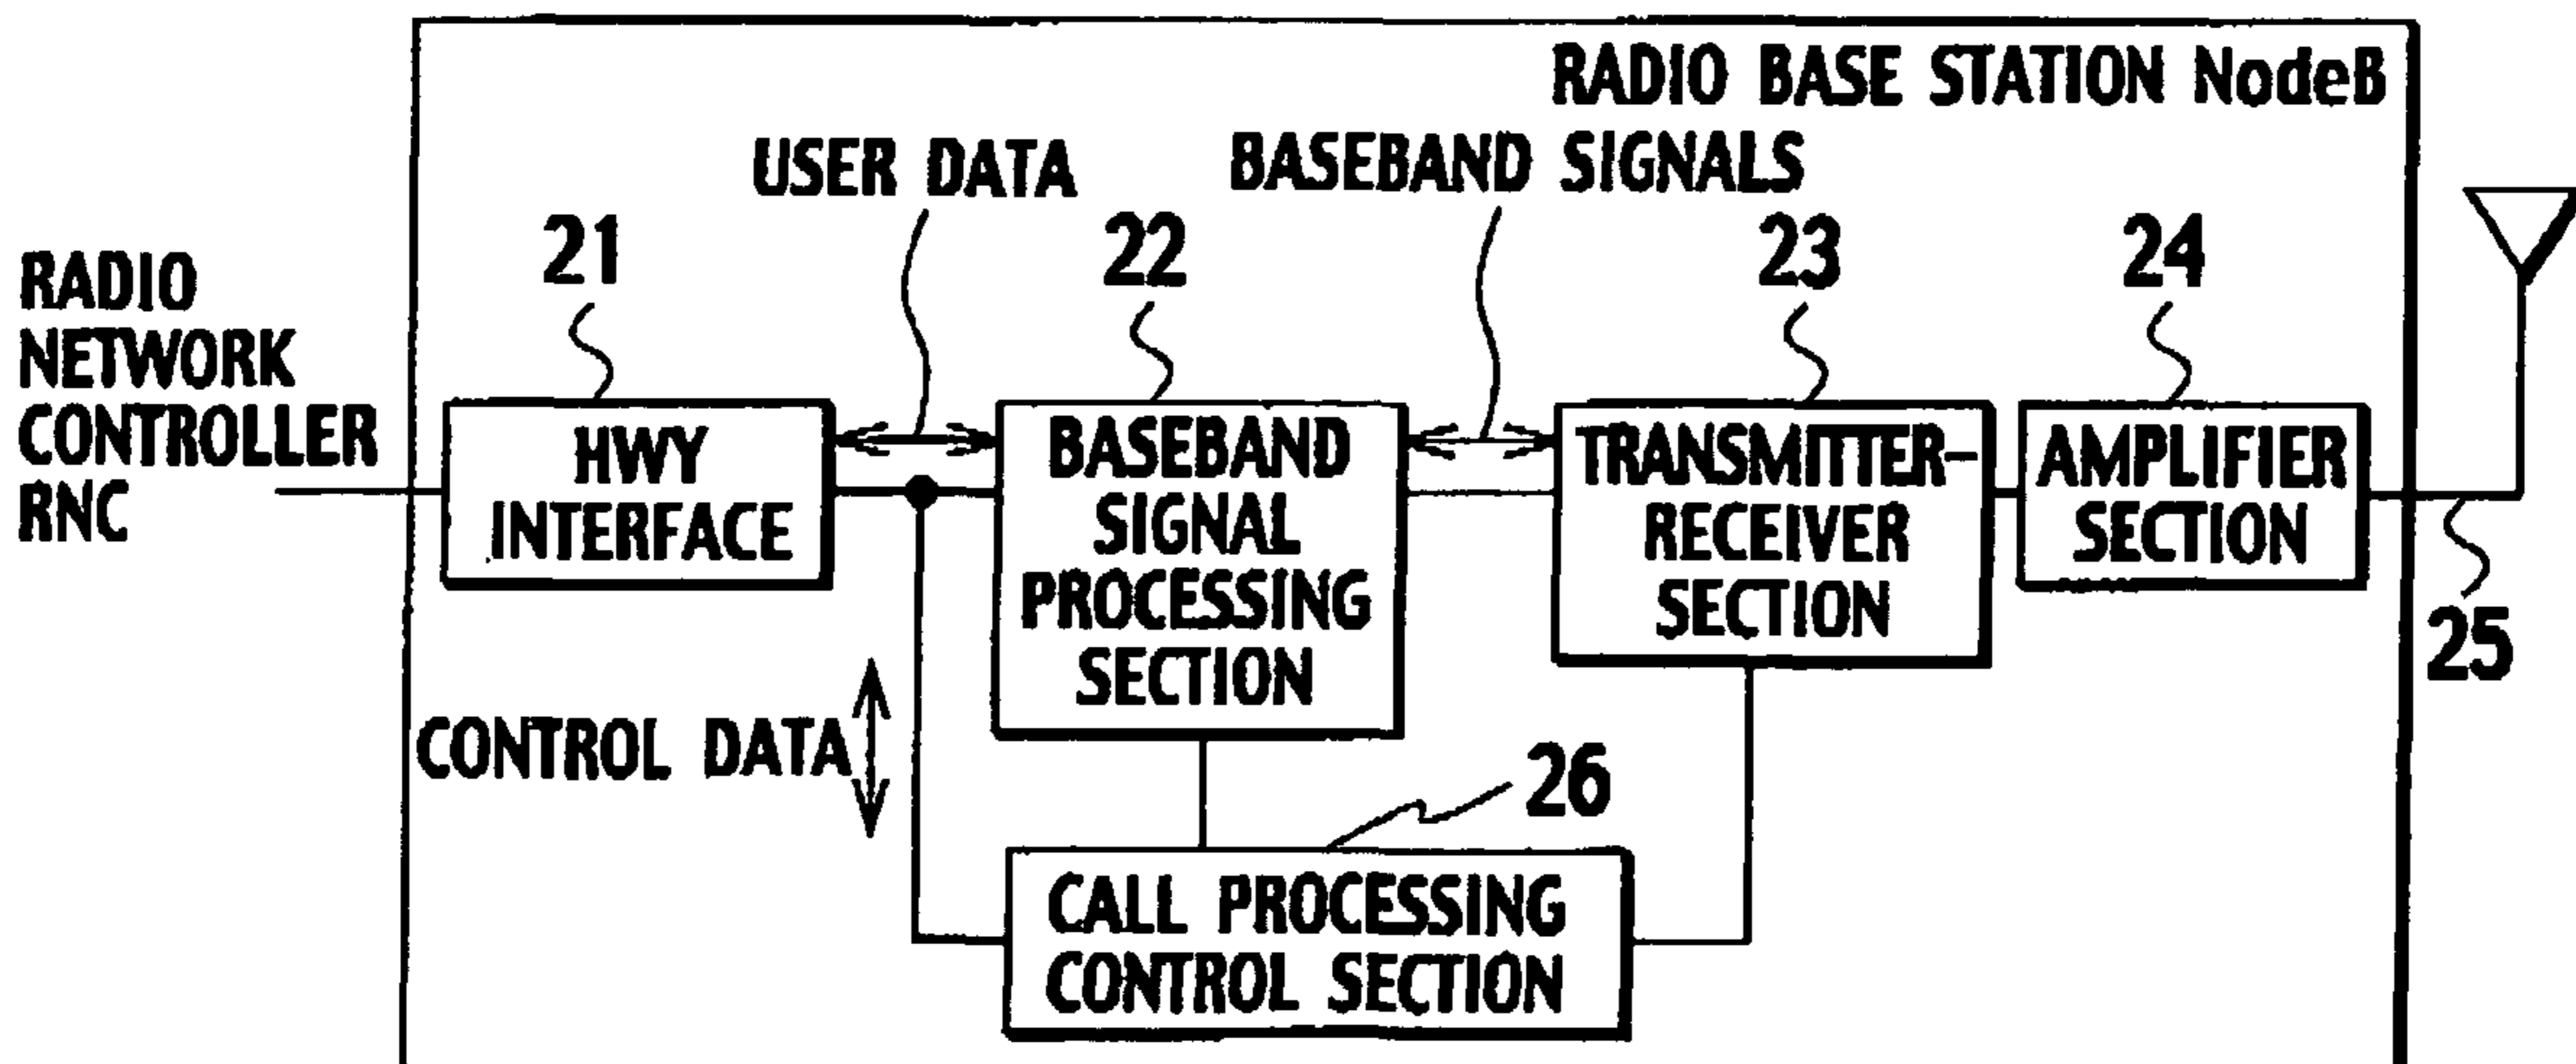 RADIO BASE STATION NodeB
USER DATA
BASEBAND SIGNALS
21
22
23
24
RADIO
NETWORK
CONTROLLER
RNC
HWY
INTERFACE
BASEBAND
SIGNAL
PROCESSING
SECTION
TRANSMITTER-
RECEIVER
SECTION
AMPLIFIER
SECTION
25
CONTROL DATA
26
CALL PROCESSING
CONTROL SECTION